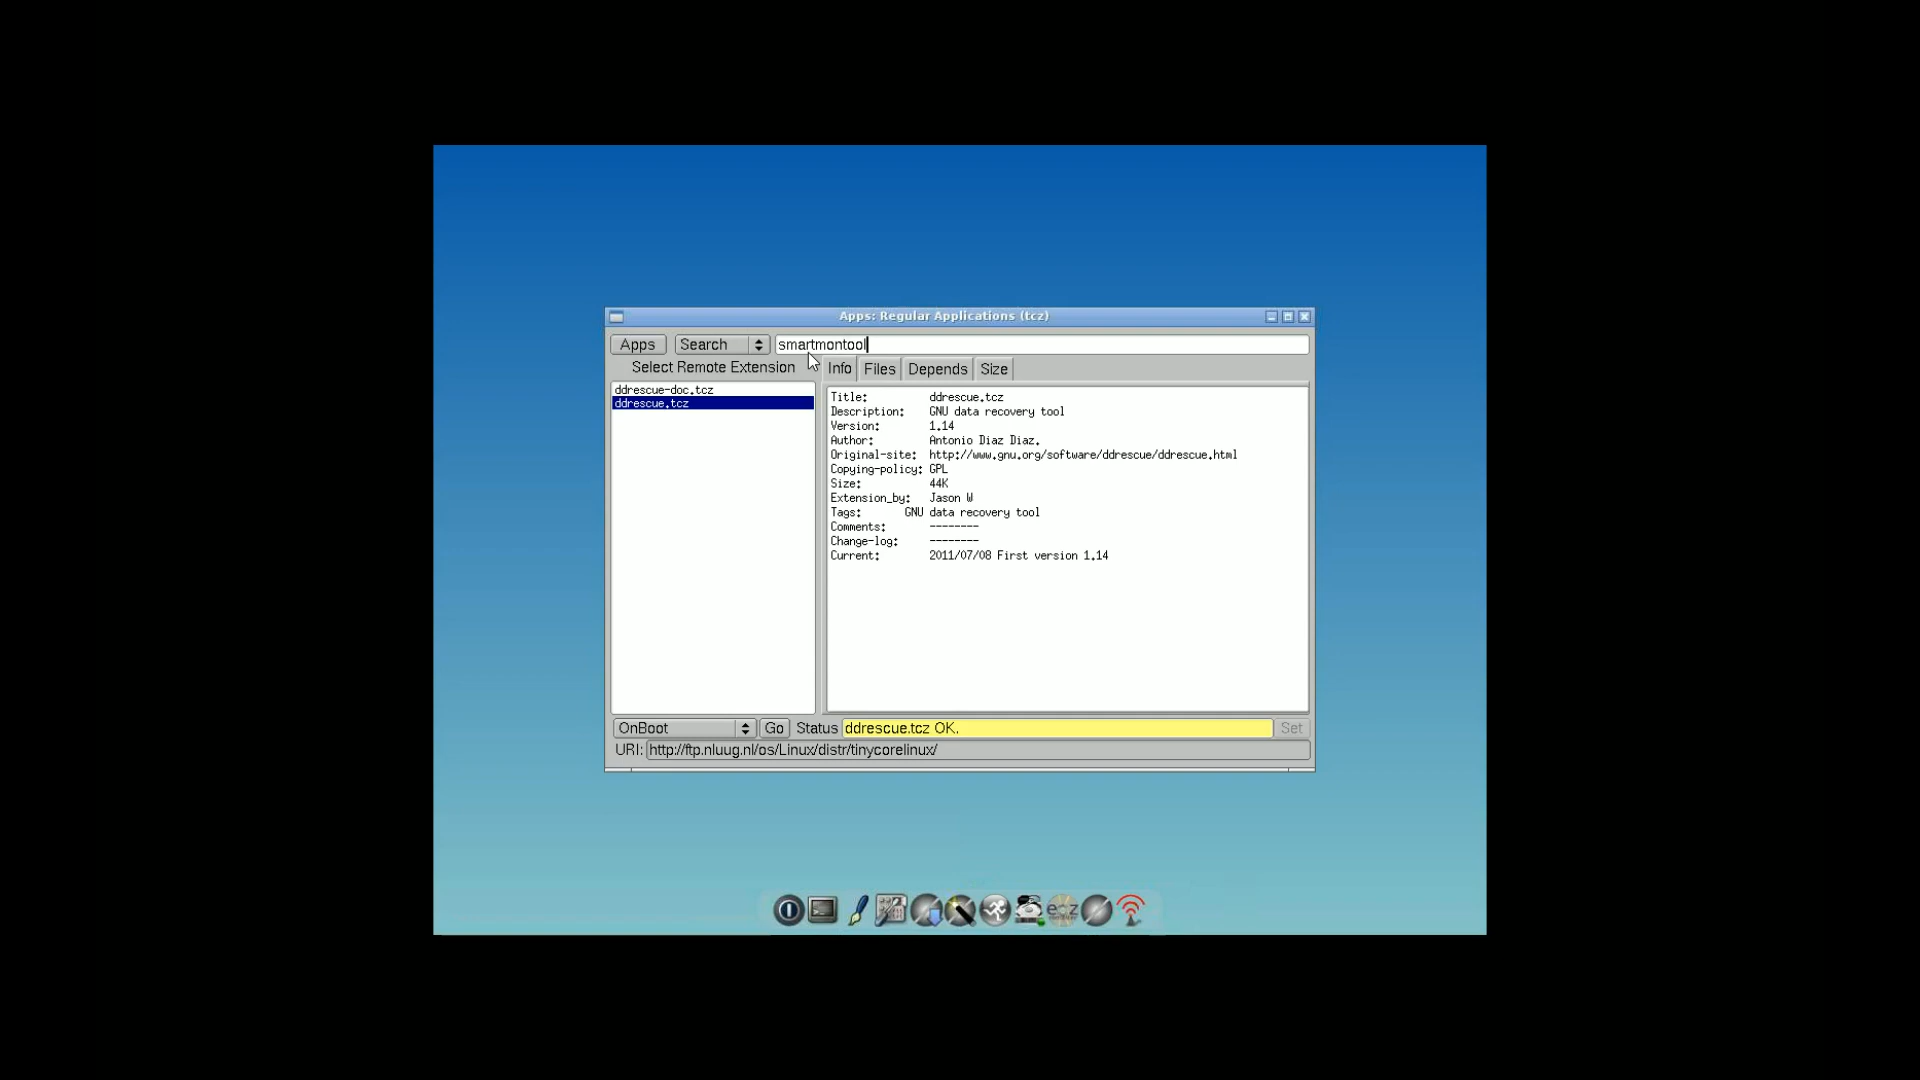 Apps: Regular Applications (tcz)
Apps Search smartmontool
Select Remote Extension Info Files Depends Size
ddrescue-doc.tcz
ddrescue.tcz
Title: ddrescue.tcz
Description: GNU data recovery tool
Version: 1.14
Author: Antonio Diaz Diaz.
Original-site: http://www.gnu.org/software/ddrescue/ddrescue.html
Copying-policy: GPL
Size: 44K
Extension_by: Jason W
Tags: GNU data recovery tool
Comments: --------
Change-log: --------
Current: 2011/07/08 First version 1.14
OnBoot Go Status ddrescue.tcz OK. Set
URI: http://ftp.nluug.nl/os/Linux/distr/tinycorelinux/